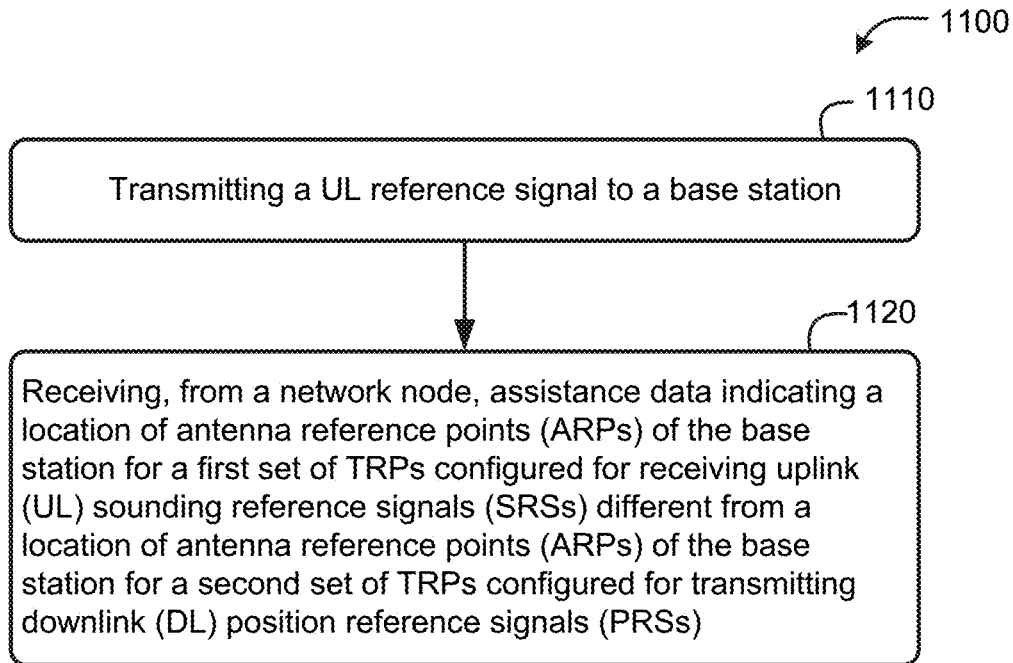 1100
1110
Transmitting a UL reference signal to a base station
1120
Receiving, from a network node, assistance data indicating a
location of antenna reference points (ARPs) of the base
station for a first set of TRPs configured for receiving uplink
(UL) sounding reference signals (SRSs) different from a
location of antenna reference points (ARPs) of the base
station for a second set of TRPs configured for transmitting
downlink (DL) position reference signals (PRSs)